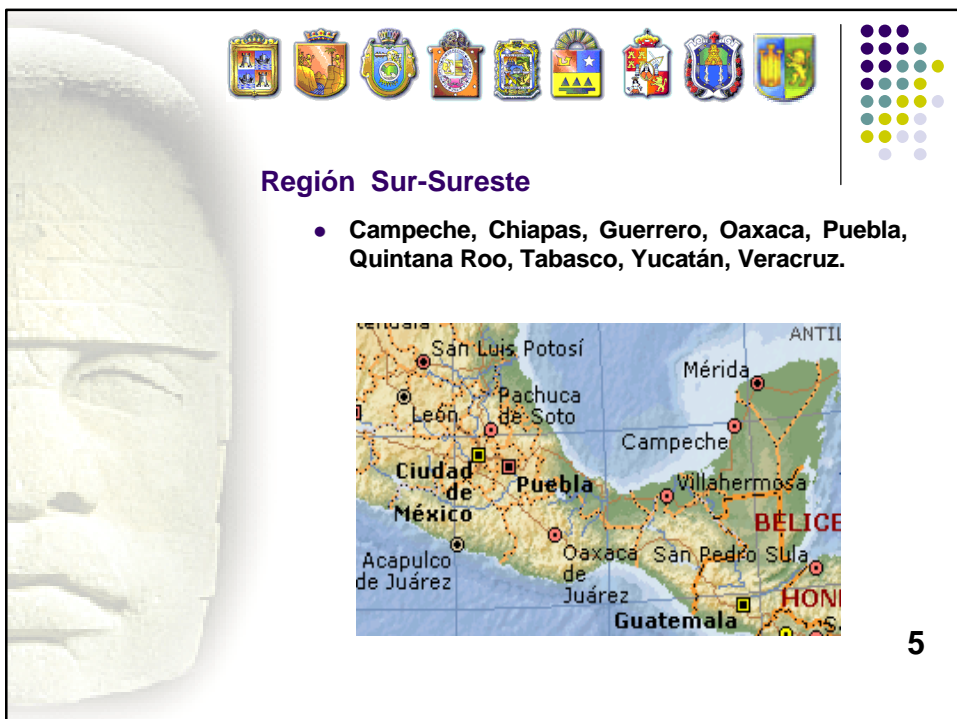 Región Sur-Sureste
Campeche, Chiapas, Guerrero, Oaxaca, Puebla,
Quintana Roo, Tabasco, Yucatán, Veracruz.
ANTIL
San Luis Potosí
Mérida
León
Pachuca
de Soto
Campeche
Ciudad
de
México
Puebla
Villahermosa
BELICE
Acapulco
de Juárez
Oaxaca
de
Juárez
San Pedro Sula
HON
Guatemala
5